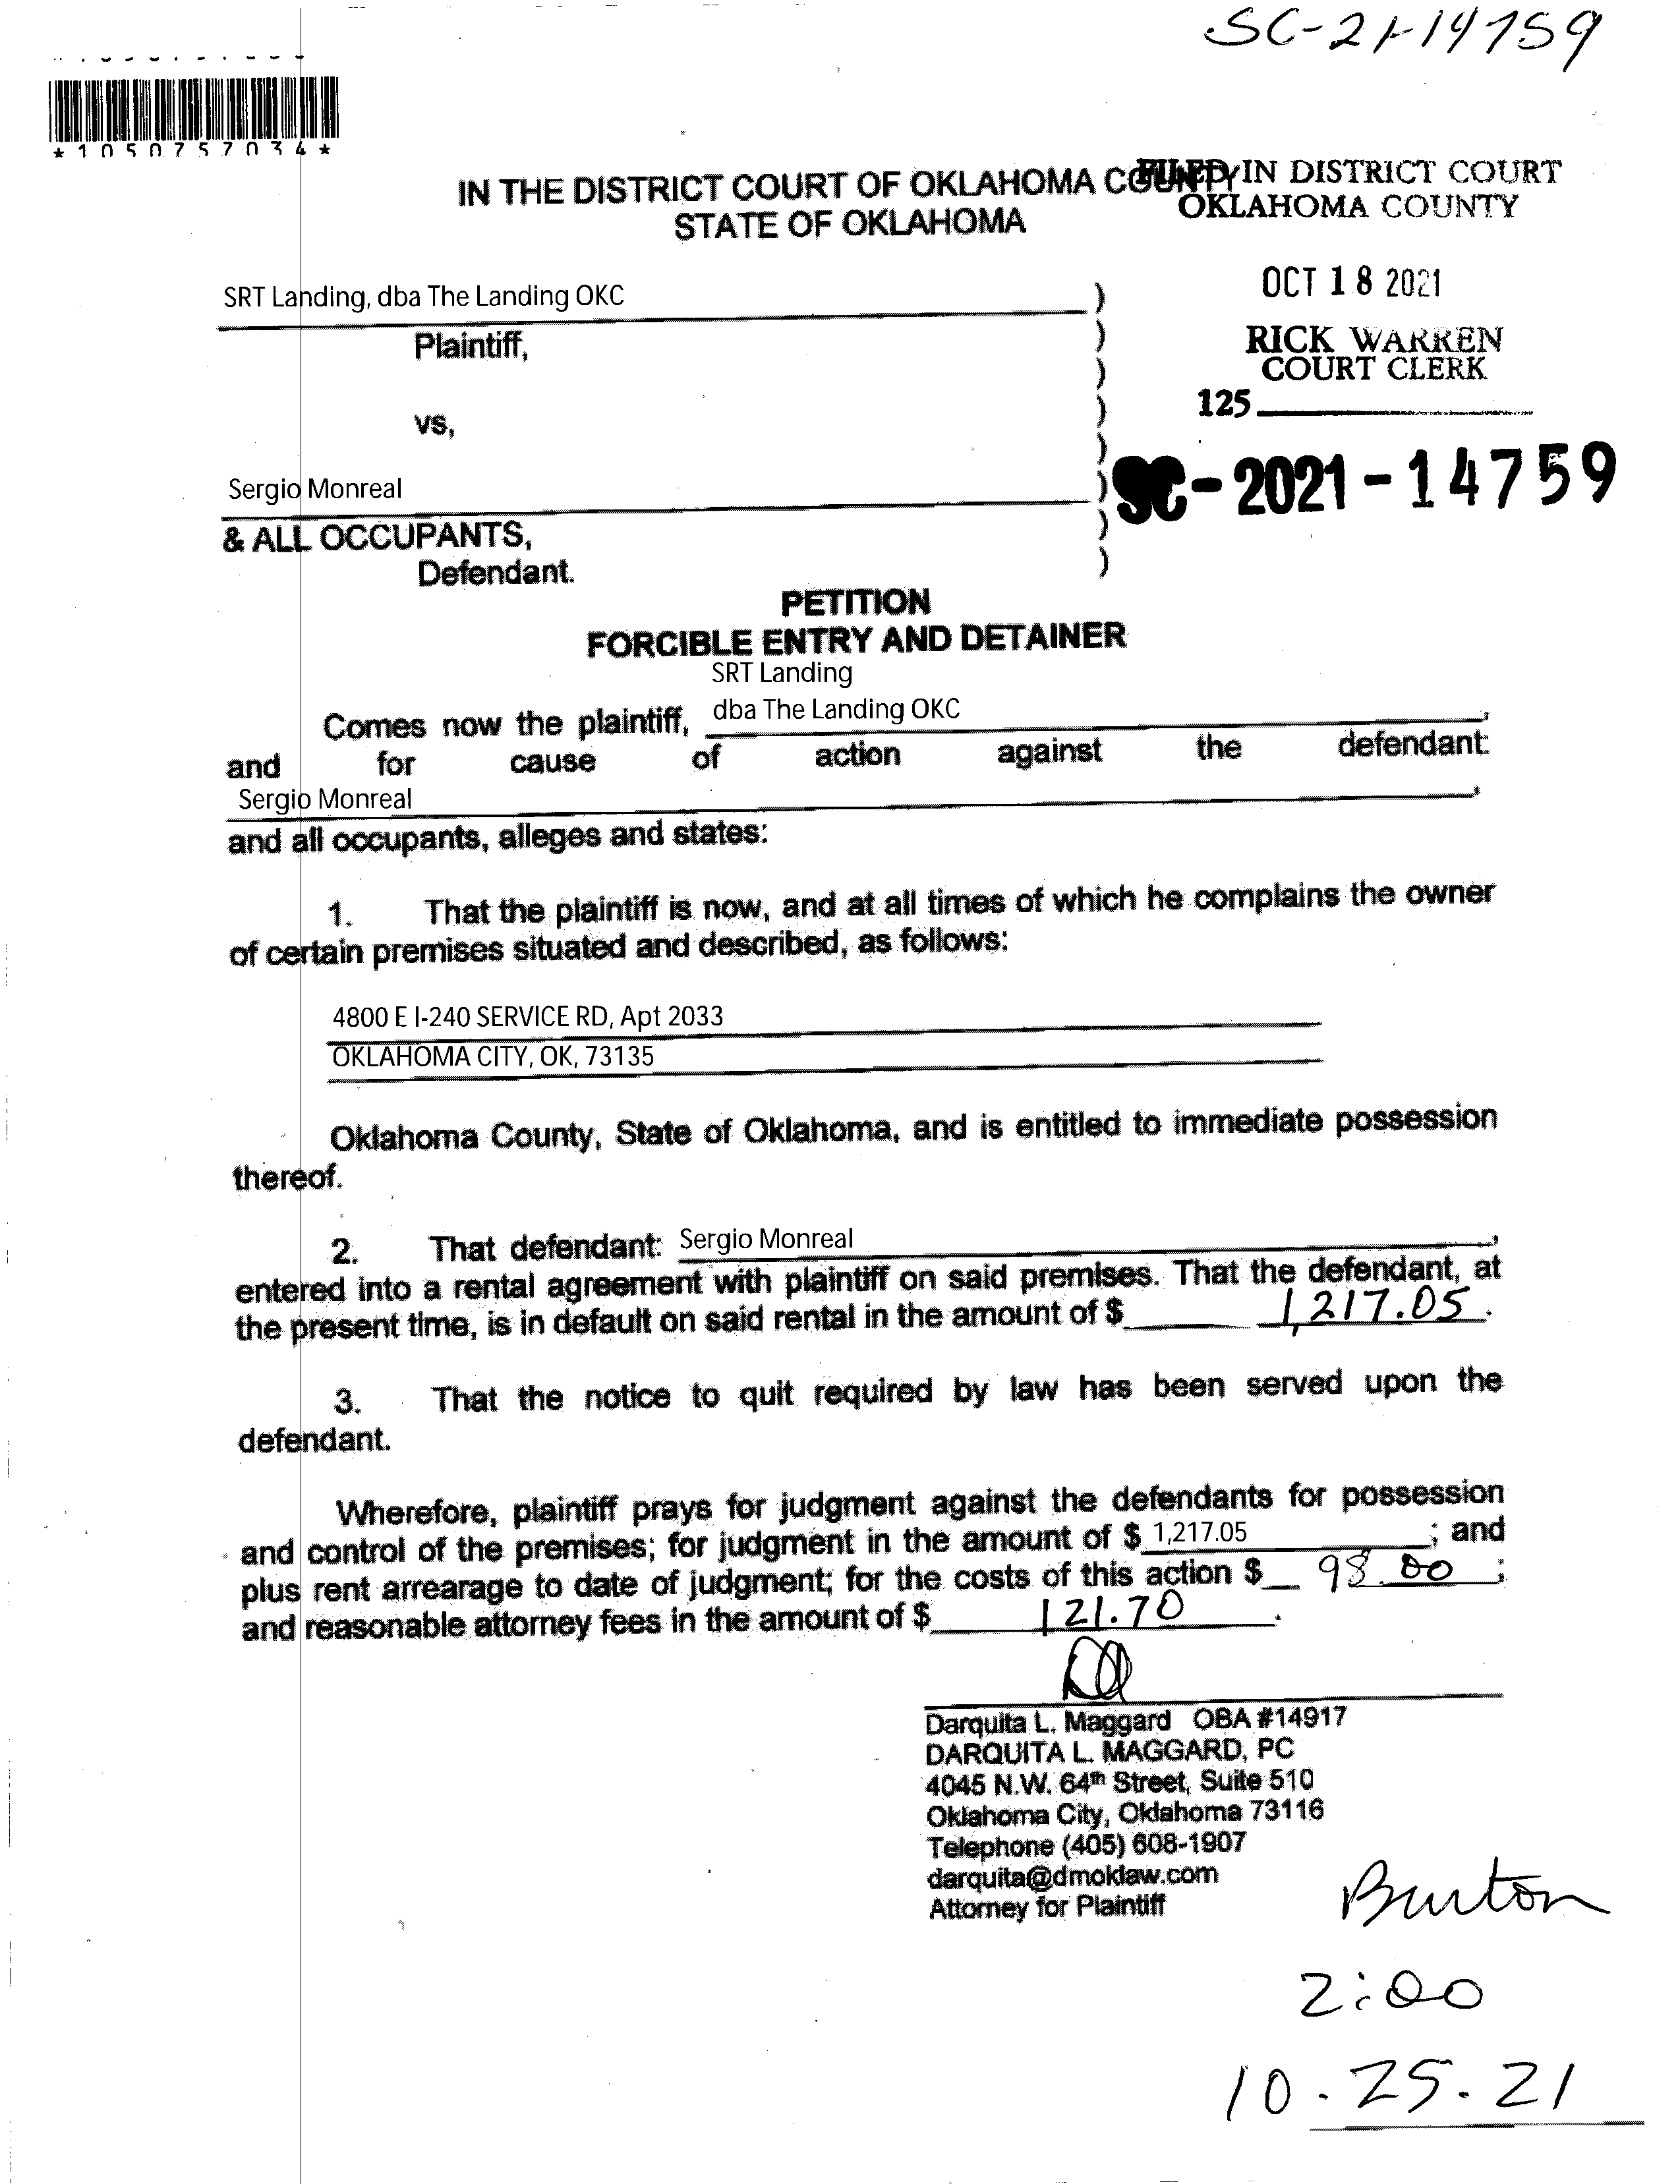 SC-21-14759
*1050757034*
IN THE DISTRICT COURT OF OKLAHOMA COUNTY
STATE OF OKLAHOMA
FILED IN DISTRICT COURT
OKLAHOMA COUNTY
OCT 18 2021
RICK WARREN
COURT CLERK
125
SRT Landing, dba The Landing OKC )
Plaintiff, )
)
vs, )
)
Sergio Monreal )
& ALL OCCUPANTS, )
Defendant. )
SC-2021-14759
PETITION
FORCIBLE ENTRY AND DETAINER
SRT Landing
Comes now the plaintiff, dba The Landing OKC,
and for cause of action against the defendant:
Sergio Monreal,
and all occupants, alleges and states:
1. That the plaintiff is now, and at all times of which he complains the owner
of certain premises situated and described, as follows:
4800 E I-240 SERVICE RD, Apt 2033
OKLAHOMA CITY, OK, 73135
Oklahoma County, State of Oklahoma, and is entitled to immediate possession
thereof.
2. That defendant: Sergio Monreal,
entered into a rental agreement with plaintiff on said premises. That the defendant, at
the present time, is in default on said rental in the amount of $ 1,217.05.
3. That the notice to quit required by law has been served upon the
defendant.
Wherefore, plaintiff prays for judgment against the defendants for possession
and control of the premises; for judgment in the amount of $ 1,217.05; and
plus rent arrearage to date of judgment; for the costs of this action $ 98.00;
and reasonable attorney fees in the amount of $ 121.70.
Darquita L. Maggard OBA #14917
DARQUITA L. MAGGARD, PC
4045 N.W. 64th Street, Suite 510
Oklahoma City, Oklahoma 73116
Telephone (405) 608-1907
darquita@dmoklaw.com
Attorney for Plaintiff
Burton
2:00
10.25.21